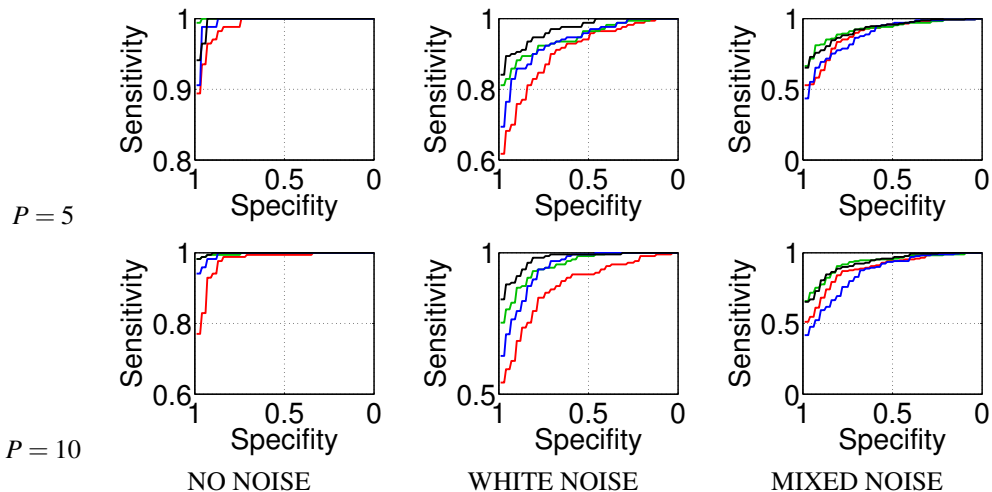 Sensitivity
1
0.9
0.8
1
0.5
0
Specifity
Sensitivity
1
0.8
0.6
1
0.5
0
Specifity
Sensitivity
1
0.5
0
1
0.5
0
Specifity
P = 5
Sensitivity
1
0.8
0.6
1
0.5
0
Specifity
Sensitivity
1
0.5
1
0.5
0
Specifity
Sensitivity
1
0.5
0
1
0.5
0
Specifity
P = 10
NO NOISE
WHITE NOISE
MIXED NOISE